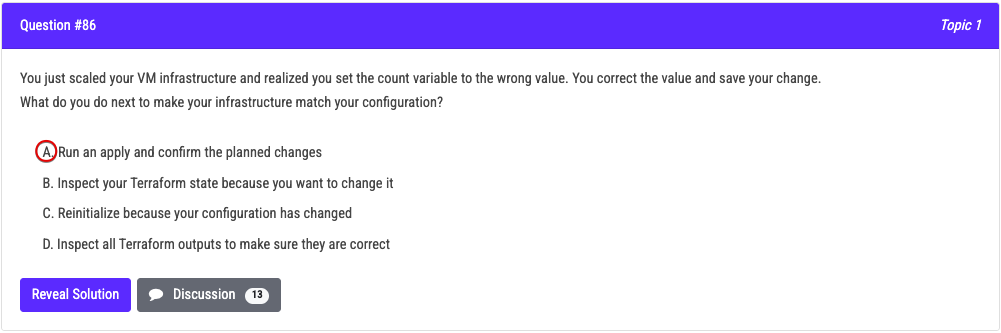 Question #86
Topic 1
You just scaled your VM infrastructure and realized you set the count variable to the wrong value. You correct the value and save your change.
What do you do next to make your infrastructure match your configuration?
A. Run an apply and confirm the planned changes
B. Inspect your Terraform state because you want to change it
C. Reinitialize because your configuration has changed
D. Inspect all Terraform outputs to make sure they are correct
Reveal Solution
Discussion 13